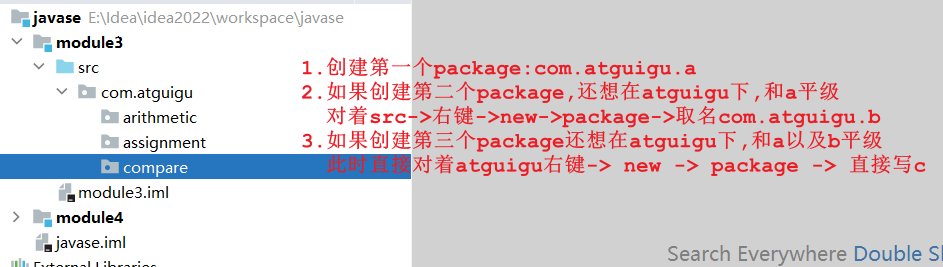 javase E:\Idea\idea2022\workspace\javase
module3
src
com.atguigu
arithmetic
assignment
compare
module3.iml
module4
javase.iml
External Libraries
1.创建第一个package:com.atguigu.a
2.如果创建第二个package,还想在atguigu下,和a平级
对着src->右键->new->package->取名com.atguigu.b
3.如果创建第三个package还想在atguigu下,和a以及b平级
此时直接对着atguigu右键-> new -> package -> 直接写c
Search Everywhere Double S